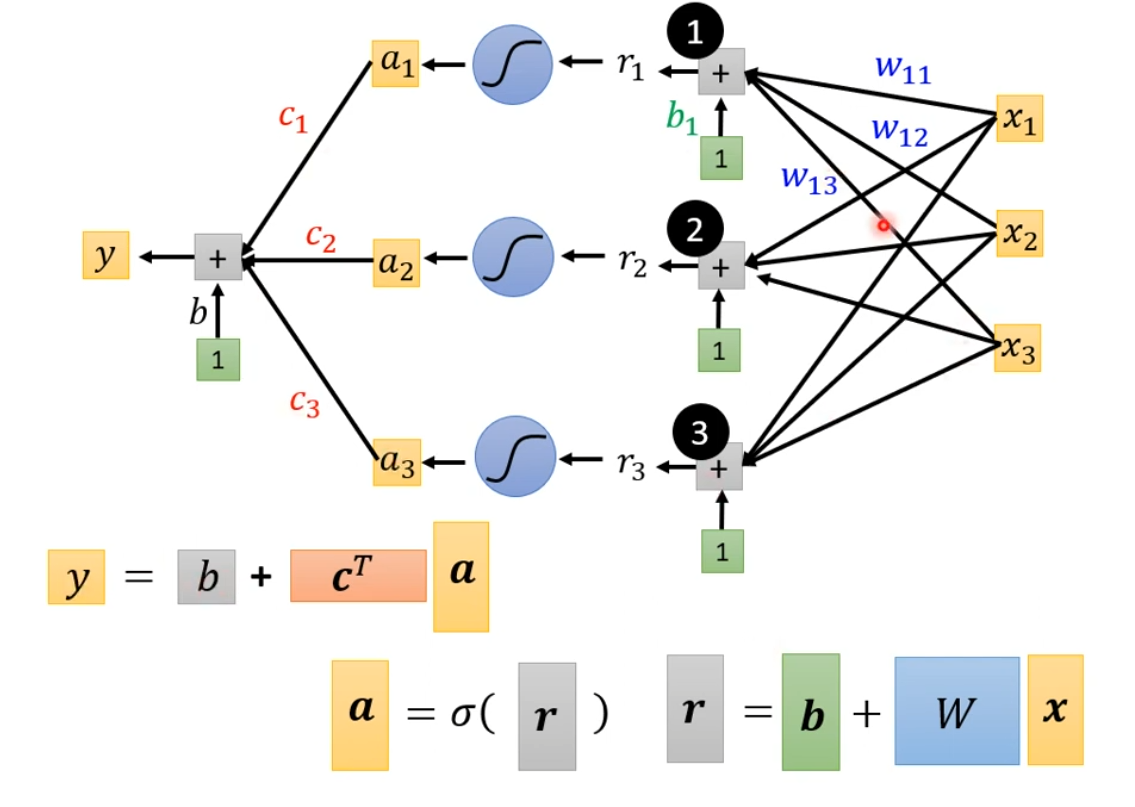 1
a₁ r₁ + w₁₁
c₁ b₁ w₁₂ x₁
1
w₁₃
2
y + c₂ a₂ r₂ + x₂
b
1 1 x₃
c₃
3
a₃ r₃ +
1
y = b + cᵀ a
a = σ( r ) r = b + W x